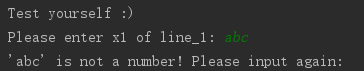 Test yourself :)
Please enter x1 of line_1: abc
'abc' is not a number! Please input again: